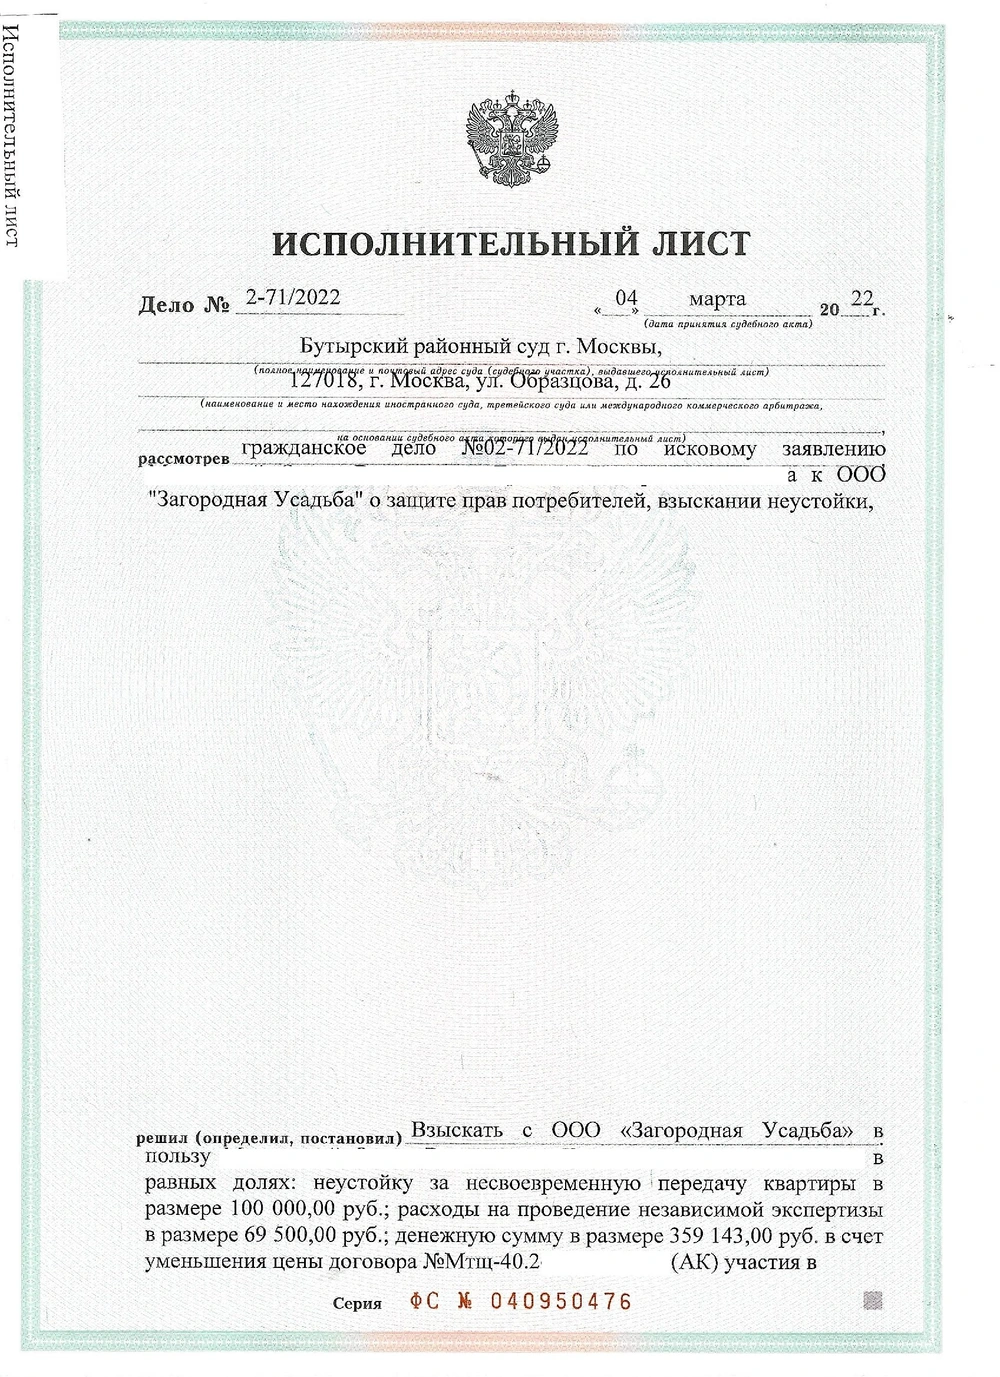 Исполнительный лист
ИСПОЛНИТЕЛЬНЫЙ ЛИСТ
Дело № 2-71/2022 «04» марта 20 22 г.
(дата принятия судебного акта)
Бутырский районный суд г. Москвы,
(полное наименование и почтовый адрес суда (судебного участка), выдавшего исполнительный лист)
127018, г. Москва, ул. Образцова, д. 26
(наименование и место нахождения иностранного суда, третейского суда или международного коммерческого арбитража,
,
на основании судебного акта которого выдан исполнительный лист)
рассмотрев гражданское дело №02-71/2022 по исковому заявлению
а к ООО
"Загородная Усадьба" о защите прав потребителей, взыскании неустойки,
решил (определил, постановил) Взыскать с ООО «Загородная Усадьба» в
пользу в
равных долях: неустойку за несвоевременную передачу квартиры в
размере 100 000,00 руб.; расходы на проведение независимой экспертизы
в размере 69 500,00 руб.; денежную сумму в размере 359 143,00 руб. в счет
уменьшения цены договора №Мтщ-40.2 (АК) участия в
Серия ФС № 040950476